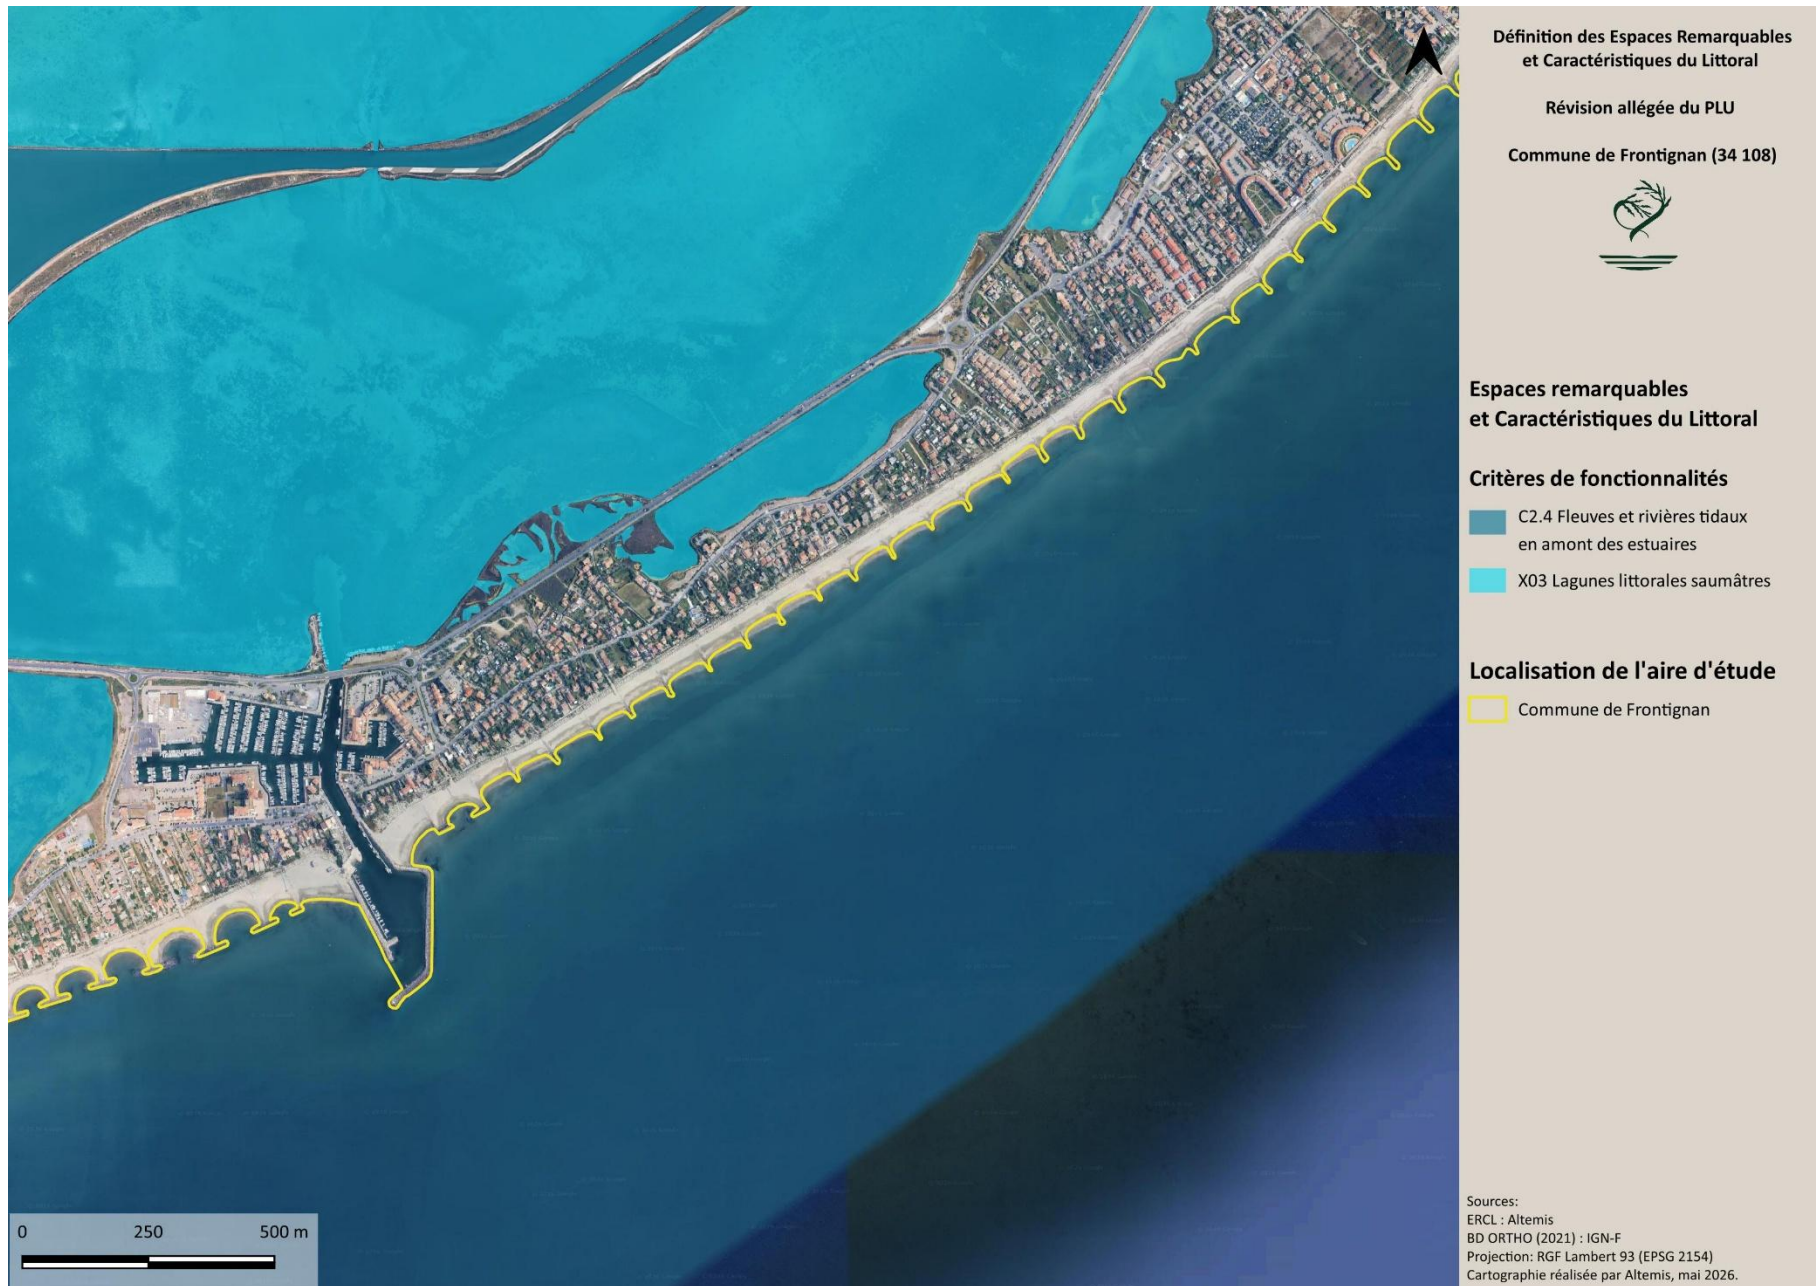 Définition des Espaces Remarquables
et Caractéristiques du Littoral
Révision allégée du PLU
Commune de Frontignan (34 108)
Espaces remarquables
et Caractéristiques du Littoral
Critères de fonctionnalités
C2.4 Fleuves et rivières tidaux
en amont des estuaires
X03 Lagunes littorales saumâtres
Localisation de l'aire d'étude
Commune de Frontignan
0 250 500 m
Sources:
ERCL : Altemis
BD ORTHO (2021) : IGN-F
Projection: RGF Lambert 93 (EPSG 2154)
Cartographie réalisée par Altemis, mai 2026.